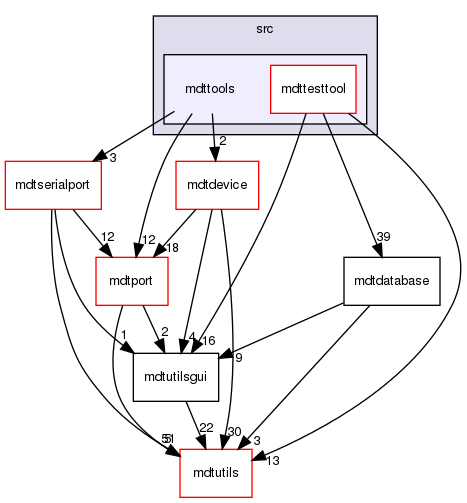 src
mdttools
mdttesttool
3
2
mdtserialport
mdtdevice
12
12
18
39
mdtport
mdtdatabase
1
2
4
16
9
mdtutilsgui
22
51
30
3
13
mdtutils